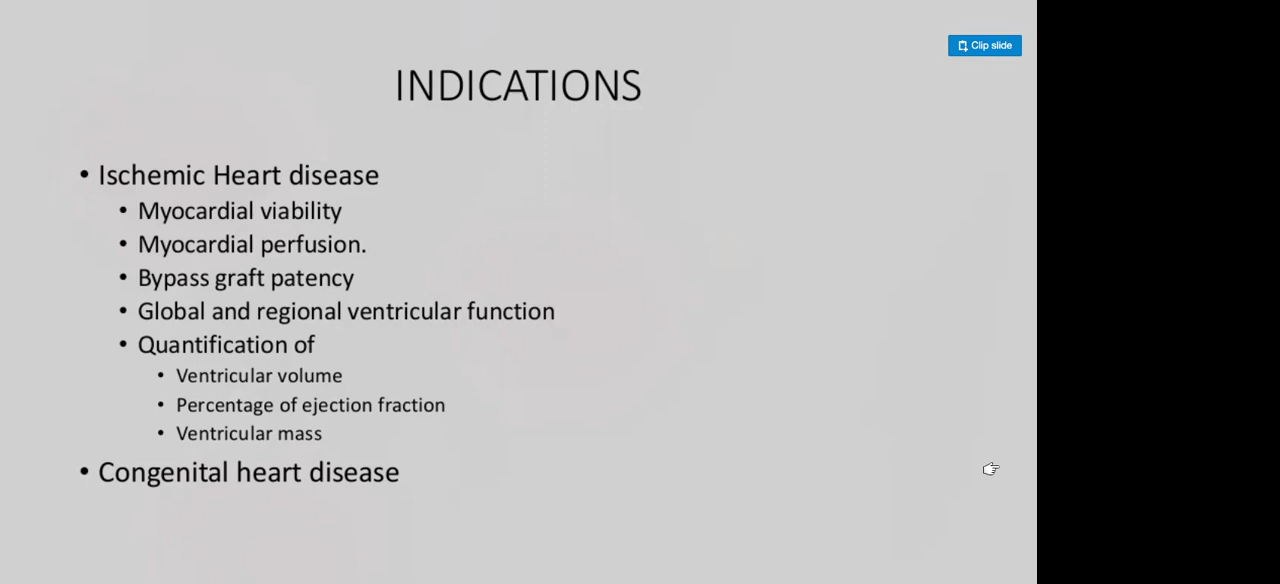 Clip slide
INDICATIONS
• Ischemic Heart disease
• Myocardial viability
• Myocardial perfusion.
• Bypass graft patency
• Global and regional ventricular function
• Quantification of
• Ventricular volume
• Percentage of ejection fraction
• Ventricular mass
• Congenital heart disease